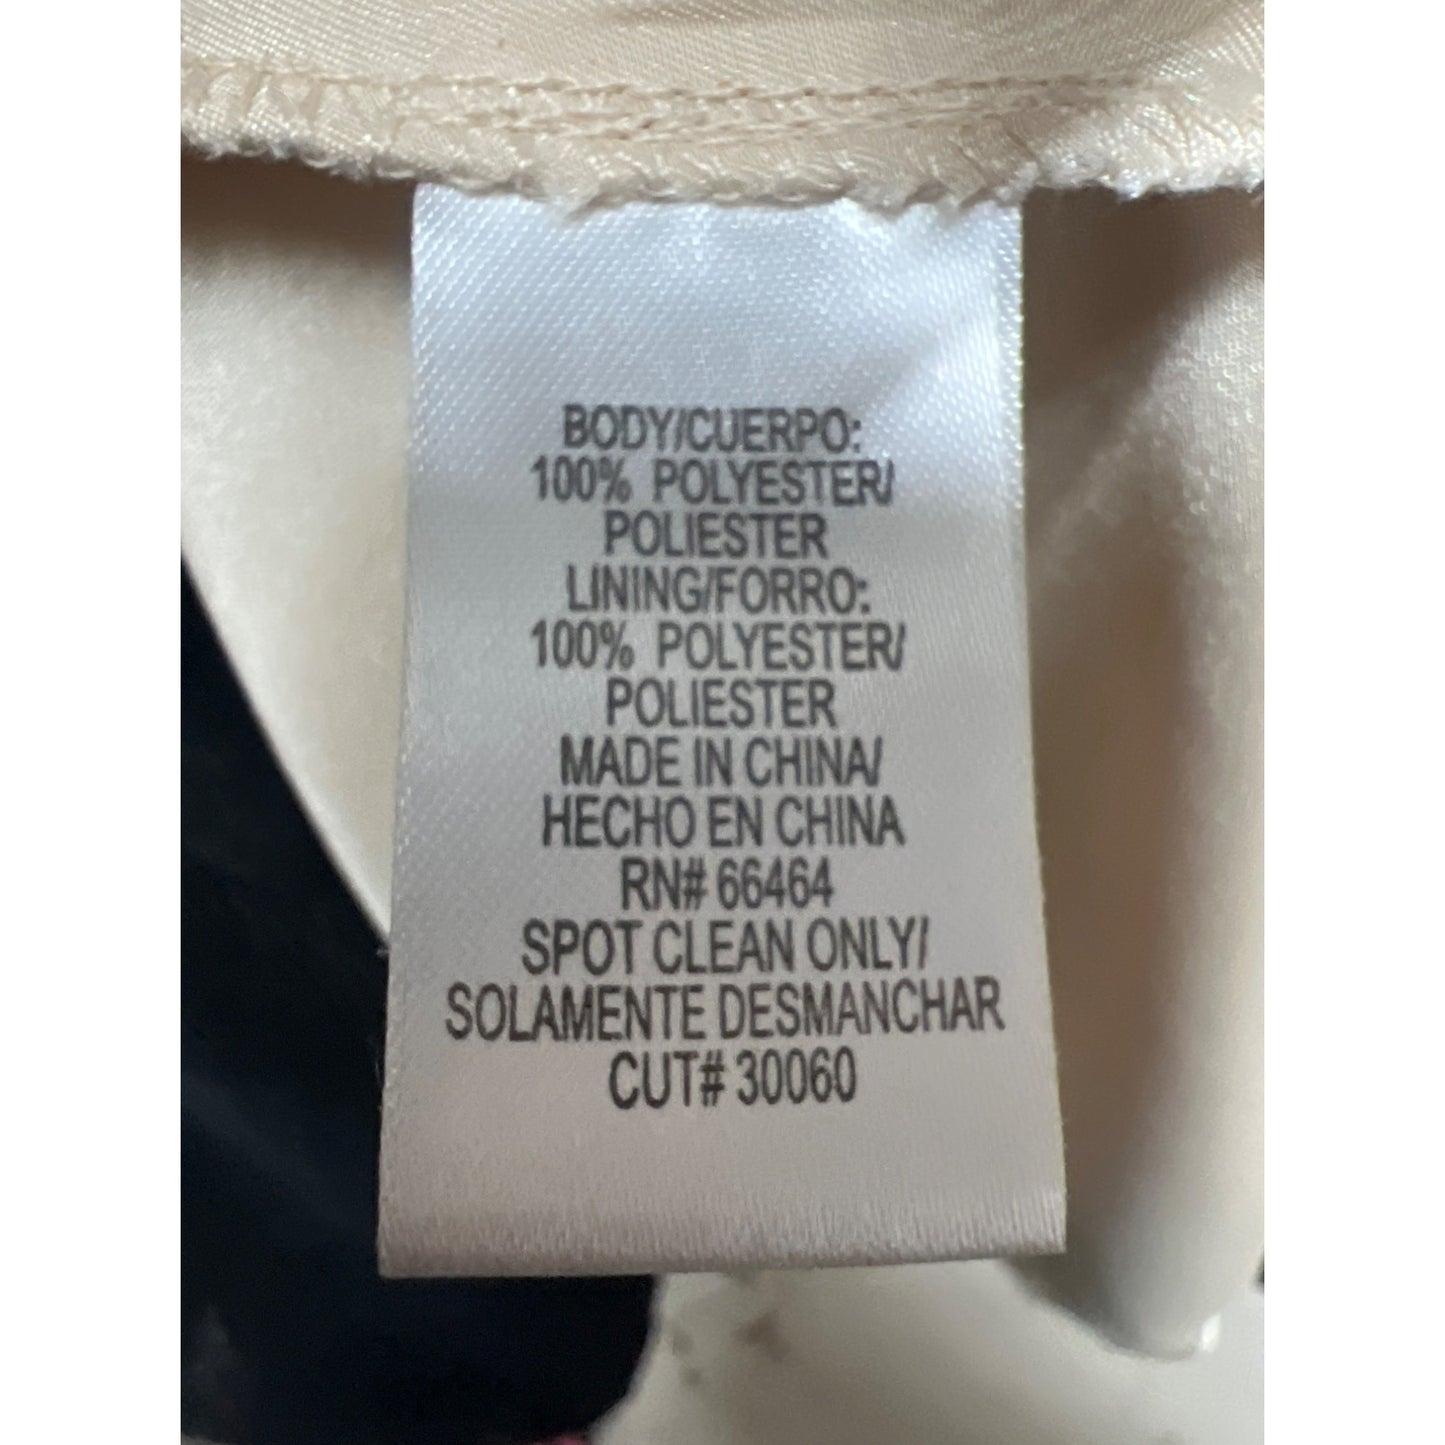 BODY/CUERPO:
100% POLYESTER/
POLIESTER
LINING/FORRO:
100% POLYESTER/
POLIESTER
MADE IN CHINA/
HECHO EN CHINA
RN# 66464
SPOT CLEAN ONLY/
SOLAMENTE DESMANCHAR
CUT# 30060